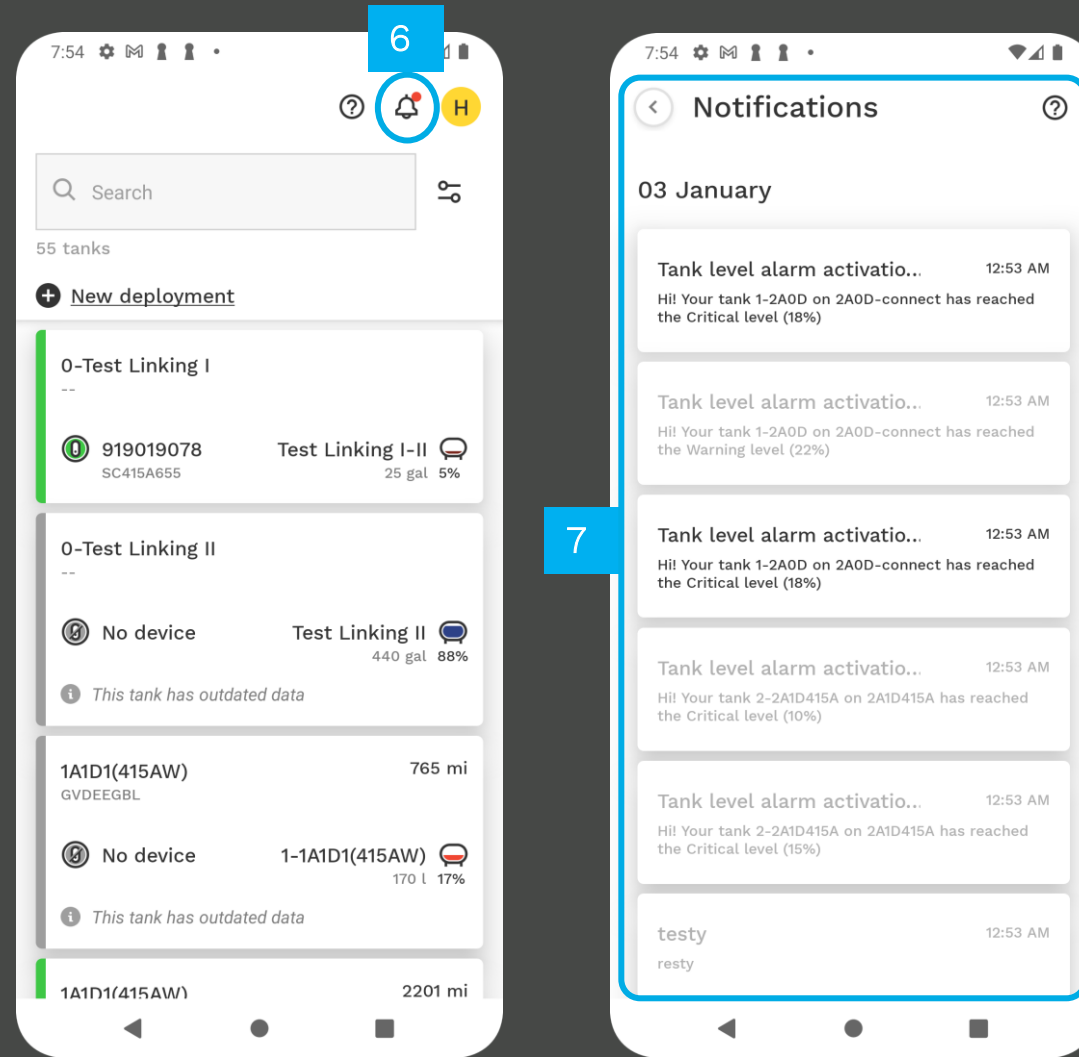 6
7:54
H
Search
55 tanks
New deployment
0-Test Linking I
--
919019078
Test Linking I-II
SC415A655
25 gal 5%
0-Test Linking II
--
No device
Test Linking II
440 gal 88%
This tank has outdated data
1A1D1(415AW)
765 mi
GVDEEGBL
No device
1-1A1D1(415AW)
170 l 17%
This tank has outdated data
1A1D1(415AW)
2201 mi
7
7:54
Notifications
03 January
Tank level alarm activatio...
12:53 AM
Hi! Your tank 1-2A0D on 2A0D-connect has reached
the Critical level (18%)
Tank level alarm activatio...
12:53 AM
Hi! Your tank 1-2A0D on 2A0D-connect has reached
the Warning level (22%)
Tank level alarm activatio...
12:53 AM
Hi! Your tank 1-2A0D on 2A0D-connect has reached
the Critical level (18%)
Tank level alarm activatio...
12:53 AM
Hi! Your tank 2-2A1D415A on 2A1D415A has reached
the Critical level (10%)
Tank level alarm activatio...
12:53 AM
Hi! Your tank 2-2A1D415A on 2A1D415A has reached
the Critical level (15%)
testy
12:53 AM
resty